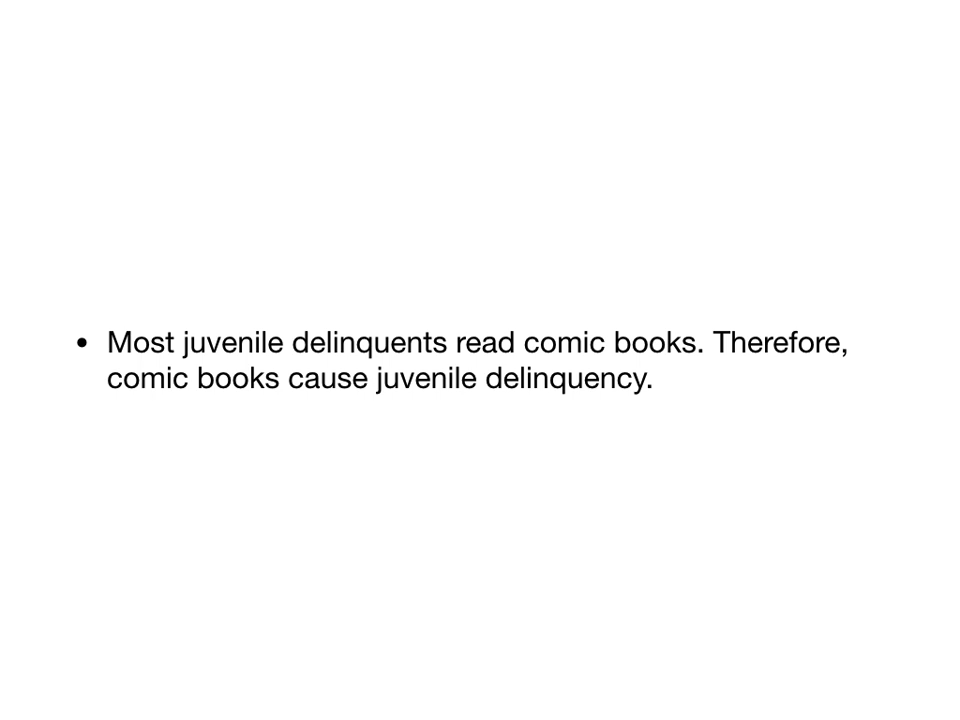 • Most juvenile delinquents read comic books. Therefore,
comic books cause juvenile delinquency.